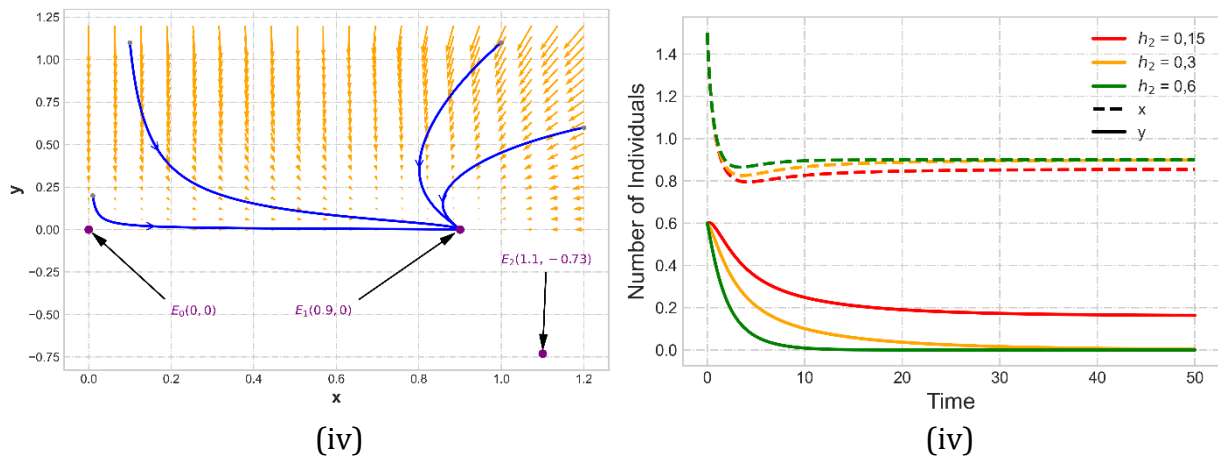 1.25
1.00
0.75
0.50
0.25
0.00
−0.25
−0.50
−0.75
y
E₂(1.1, −0.73)
E₀(0, 0)
E₁(0.9, 0)
0.0 0.2 0.4 0.6 0.8 1.0 1.2
x
(iv)
1.4
1.2
1.0
0.8
0.6
0.4
0.2
0.0
Number of Individuals
h₂ = 0,15
h₂ = 0,3
h₂ = 0,6
x
y
0 10 20 30 40 50
Time
(iv)